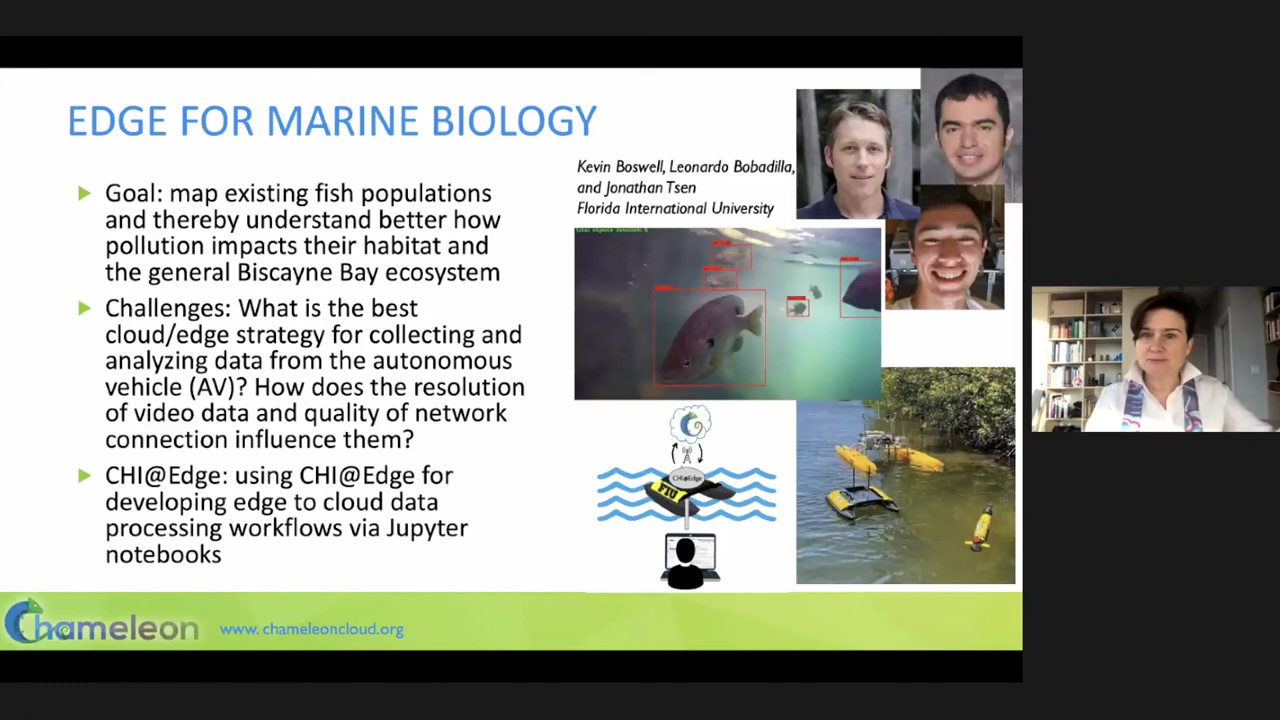 EDGE FOR MARINE BIOLOGY
Kevin Boswell, Leonardo Bobadilla,
and Jonathan Tsen
Florida International University
Goal: map existing fish populations
and thereby understand better how
pollution impacts their habitat and
the general Biscayne Bay ecosystem
Challenges: What is the best
cloud/edge strategy for collecting and
analyzing data from the autonomous
vehicle (AV)? How does the resolution
of video data and quality of network
connection influence them?
CHI@Edge: using CHI@Edge for
developing edge to cloud data
processing workflows via Jupyter
notebooks
CHI@Edge
FIU
Chameleon
www.chameleoncloud.org